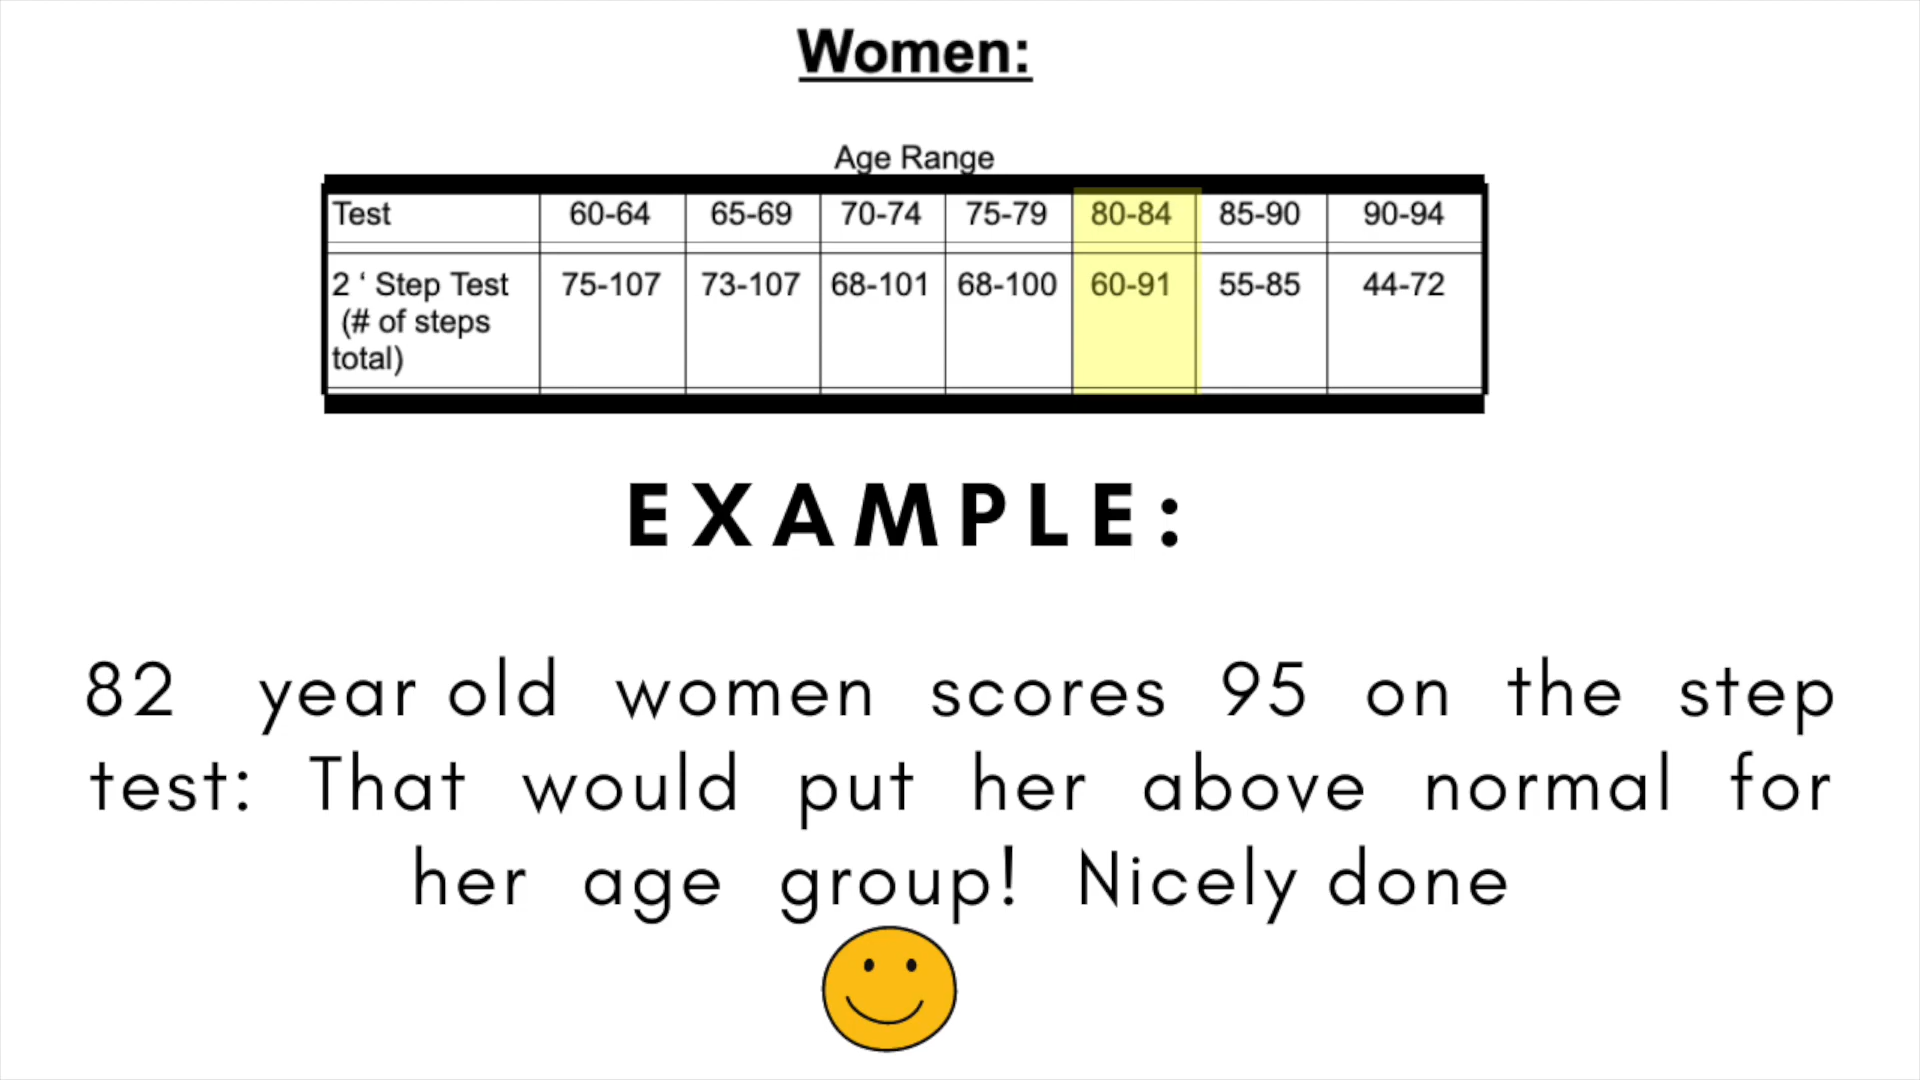 Women:
Age Range
Test 60-64 65-69 70-74 75-79 80-84 85-90 90-94
2 ‘ Step Test 75-107 73-107 68-101 68-100 60-91 55-85 44-72
(# of steps
total)
EXAMPLE:
82 year old women scores 95 on the step
test: That would put her above normal for
her age group! Nicely done